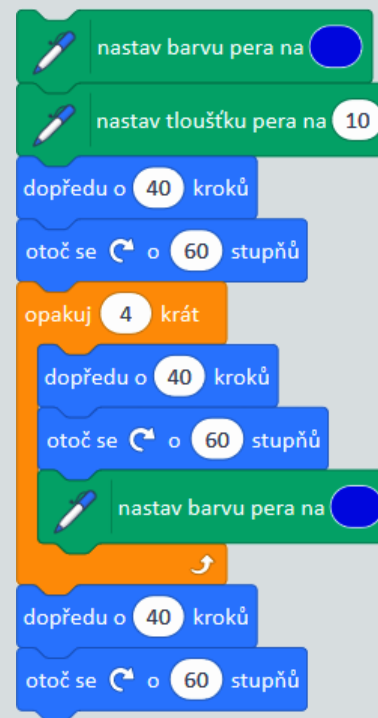 nastav barvu pera na
nastav tloušťku pera na 10
dopředu o 40 kroků
otoč se o 60 stupňů
opakuj 4 krát
dopředu o 40 kroků
otoč se o 60 stupňů
nastav barvu pera na
dopředu o 40 kroků
otoč se o 60 stupňů